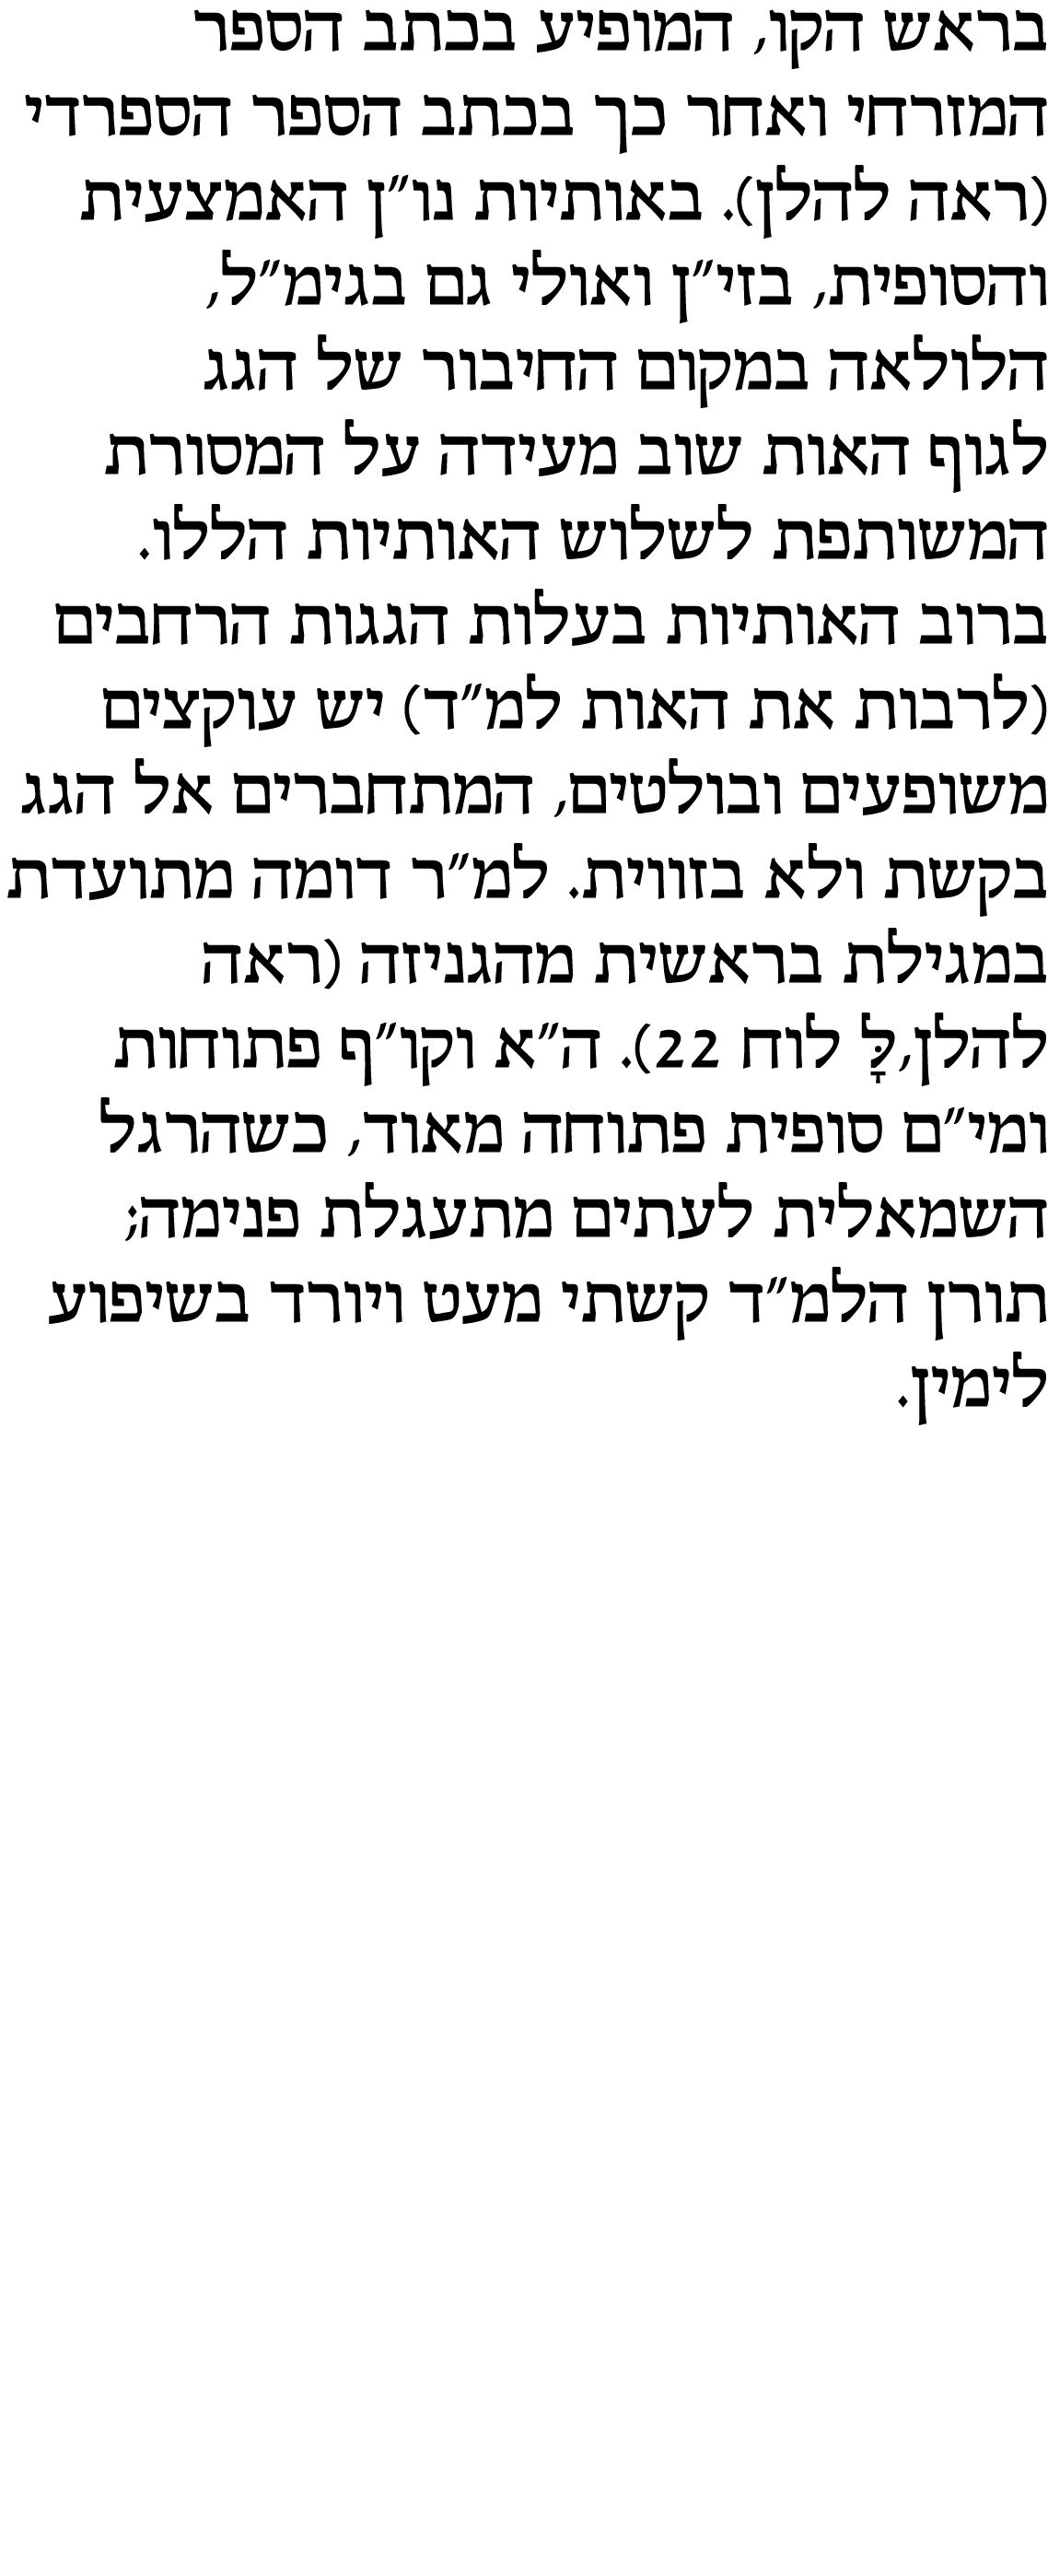 בראש הקו, המופיע בכתב הספר
המזרחי ואחר כך בכתב הספר הספרדי
(ראה להלן). באותיות נו"ן האמצעית
והסופית, בזי"ן ואולי גם בגימ"ל,
הלולאה במקום החיבור של הגג
לגוף האות שוב מעידה על המסורת
המשותפת לשלוש האותיות הללו.
ברוב האותיות בעלות הגגות הרחבים
(לרבות את האות למ"ד) יש עוקצים
משופעים ובולטים, המתחברים אל הגג
בקשת ולא בזווית. למ"ר דומה מתועדת
במגילת בראשית מהגניזה (ראה
להלן,לָּ לוח 22). ה"א וקו"ף פתוחות
ומי"ם סופית פתוחה מאוד, כשהרגל
השמאלית לעתים מתעגלת פנימה;
תורן הלמ"ד קשתי מעט ויורד בשיפוע
לימין.